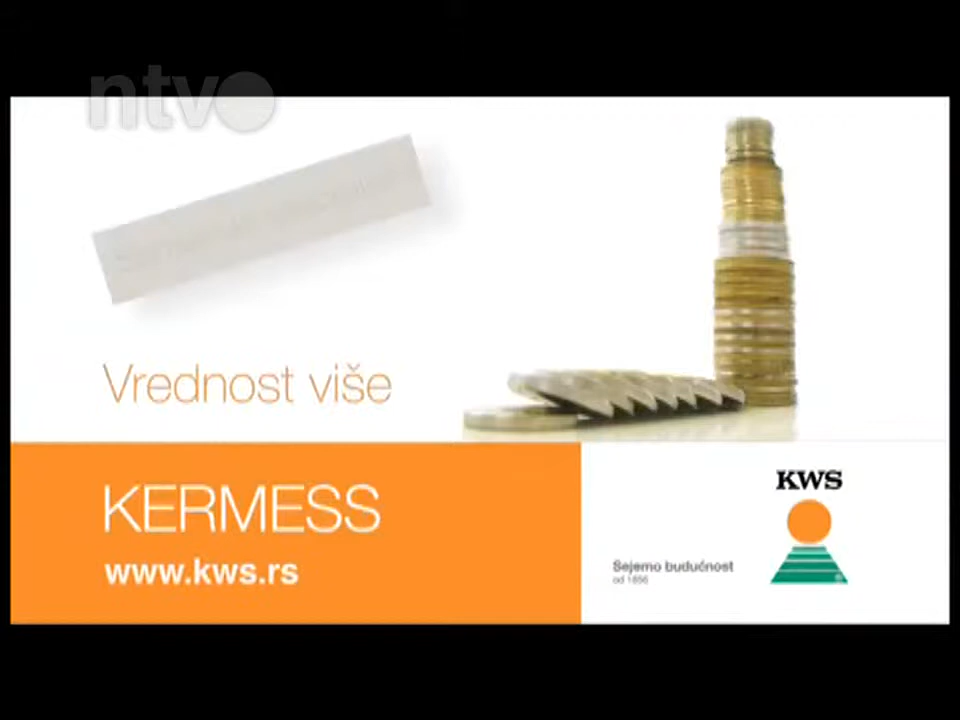 ntv
Vrednost više
KERMESS
www.kws.rs
KWS
Sejemo budućnost
od 1856